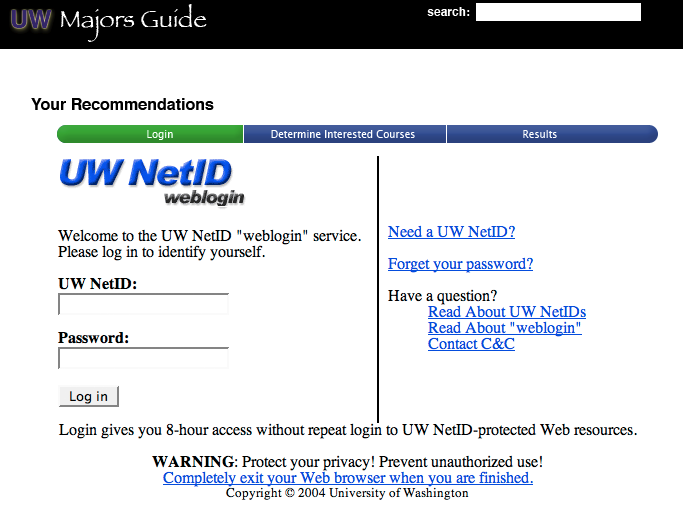 UW Majors Guide
search:
Your Recommendations
Login
Determine Interested Courses
Results
UW NetID
weblogin
Welcome to the UW NetID "weblogin" service.
Please log in to identify yourself.
UW NetID:
Password:
Log in
Need a UW NetID?
Forget your password?
Have a question?
Read About UW NetIDs
Read About "weblogin"
Contact C&C
Login gives you 8-hour access without repeat login to UW NetID-protected Web resources.
WARNING: Protect your privacy! Prevent unauthorized use!
Completely exit your Web browser when you are finished.
Copyright © 2004 University of Washington